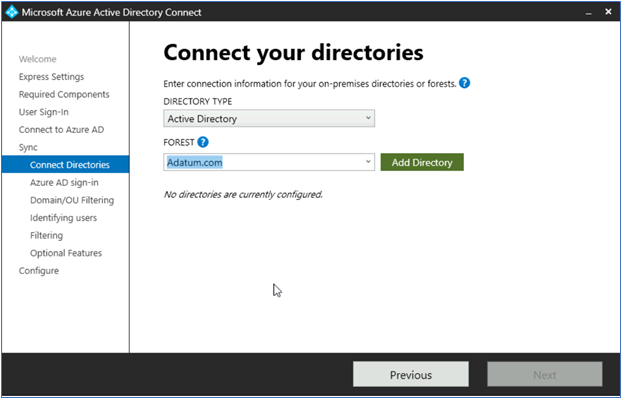 Microsoft Azure Active Directory Connect
Welcome
Express Settings
Required Components
User Sign-In
Connect to Azure AD
Sync
Connect Directories
Azure AD sign-in
Domain/OU Filtering
Identifying users
Filtering
Optional Features
Configure
Connect your directories
Enter connection information for your on-premises directories or forests. ?
DIRECTORY TYPE
Active Directory
FOREST ?
Adatum.com
Add Directory
No directories are currently configured.
Previous
Next